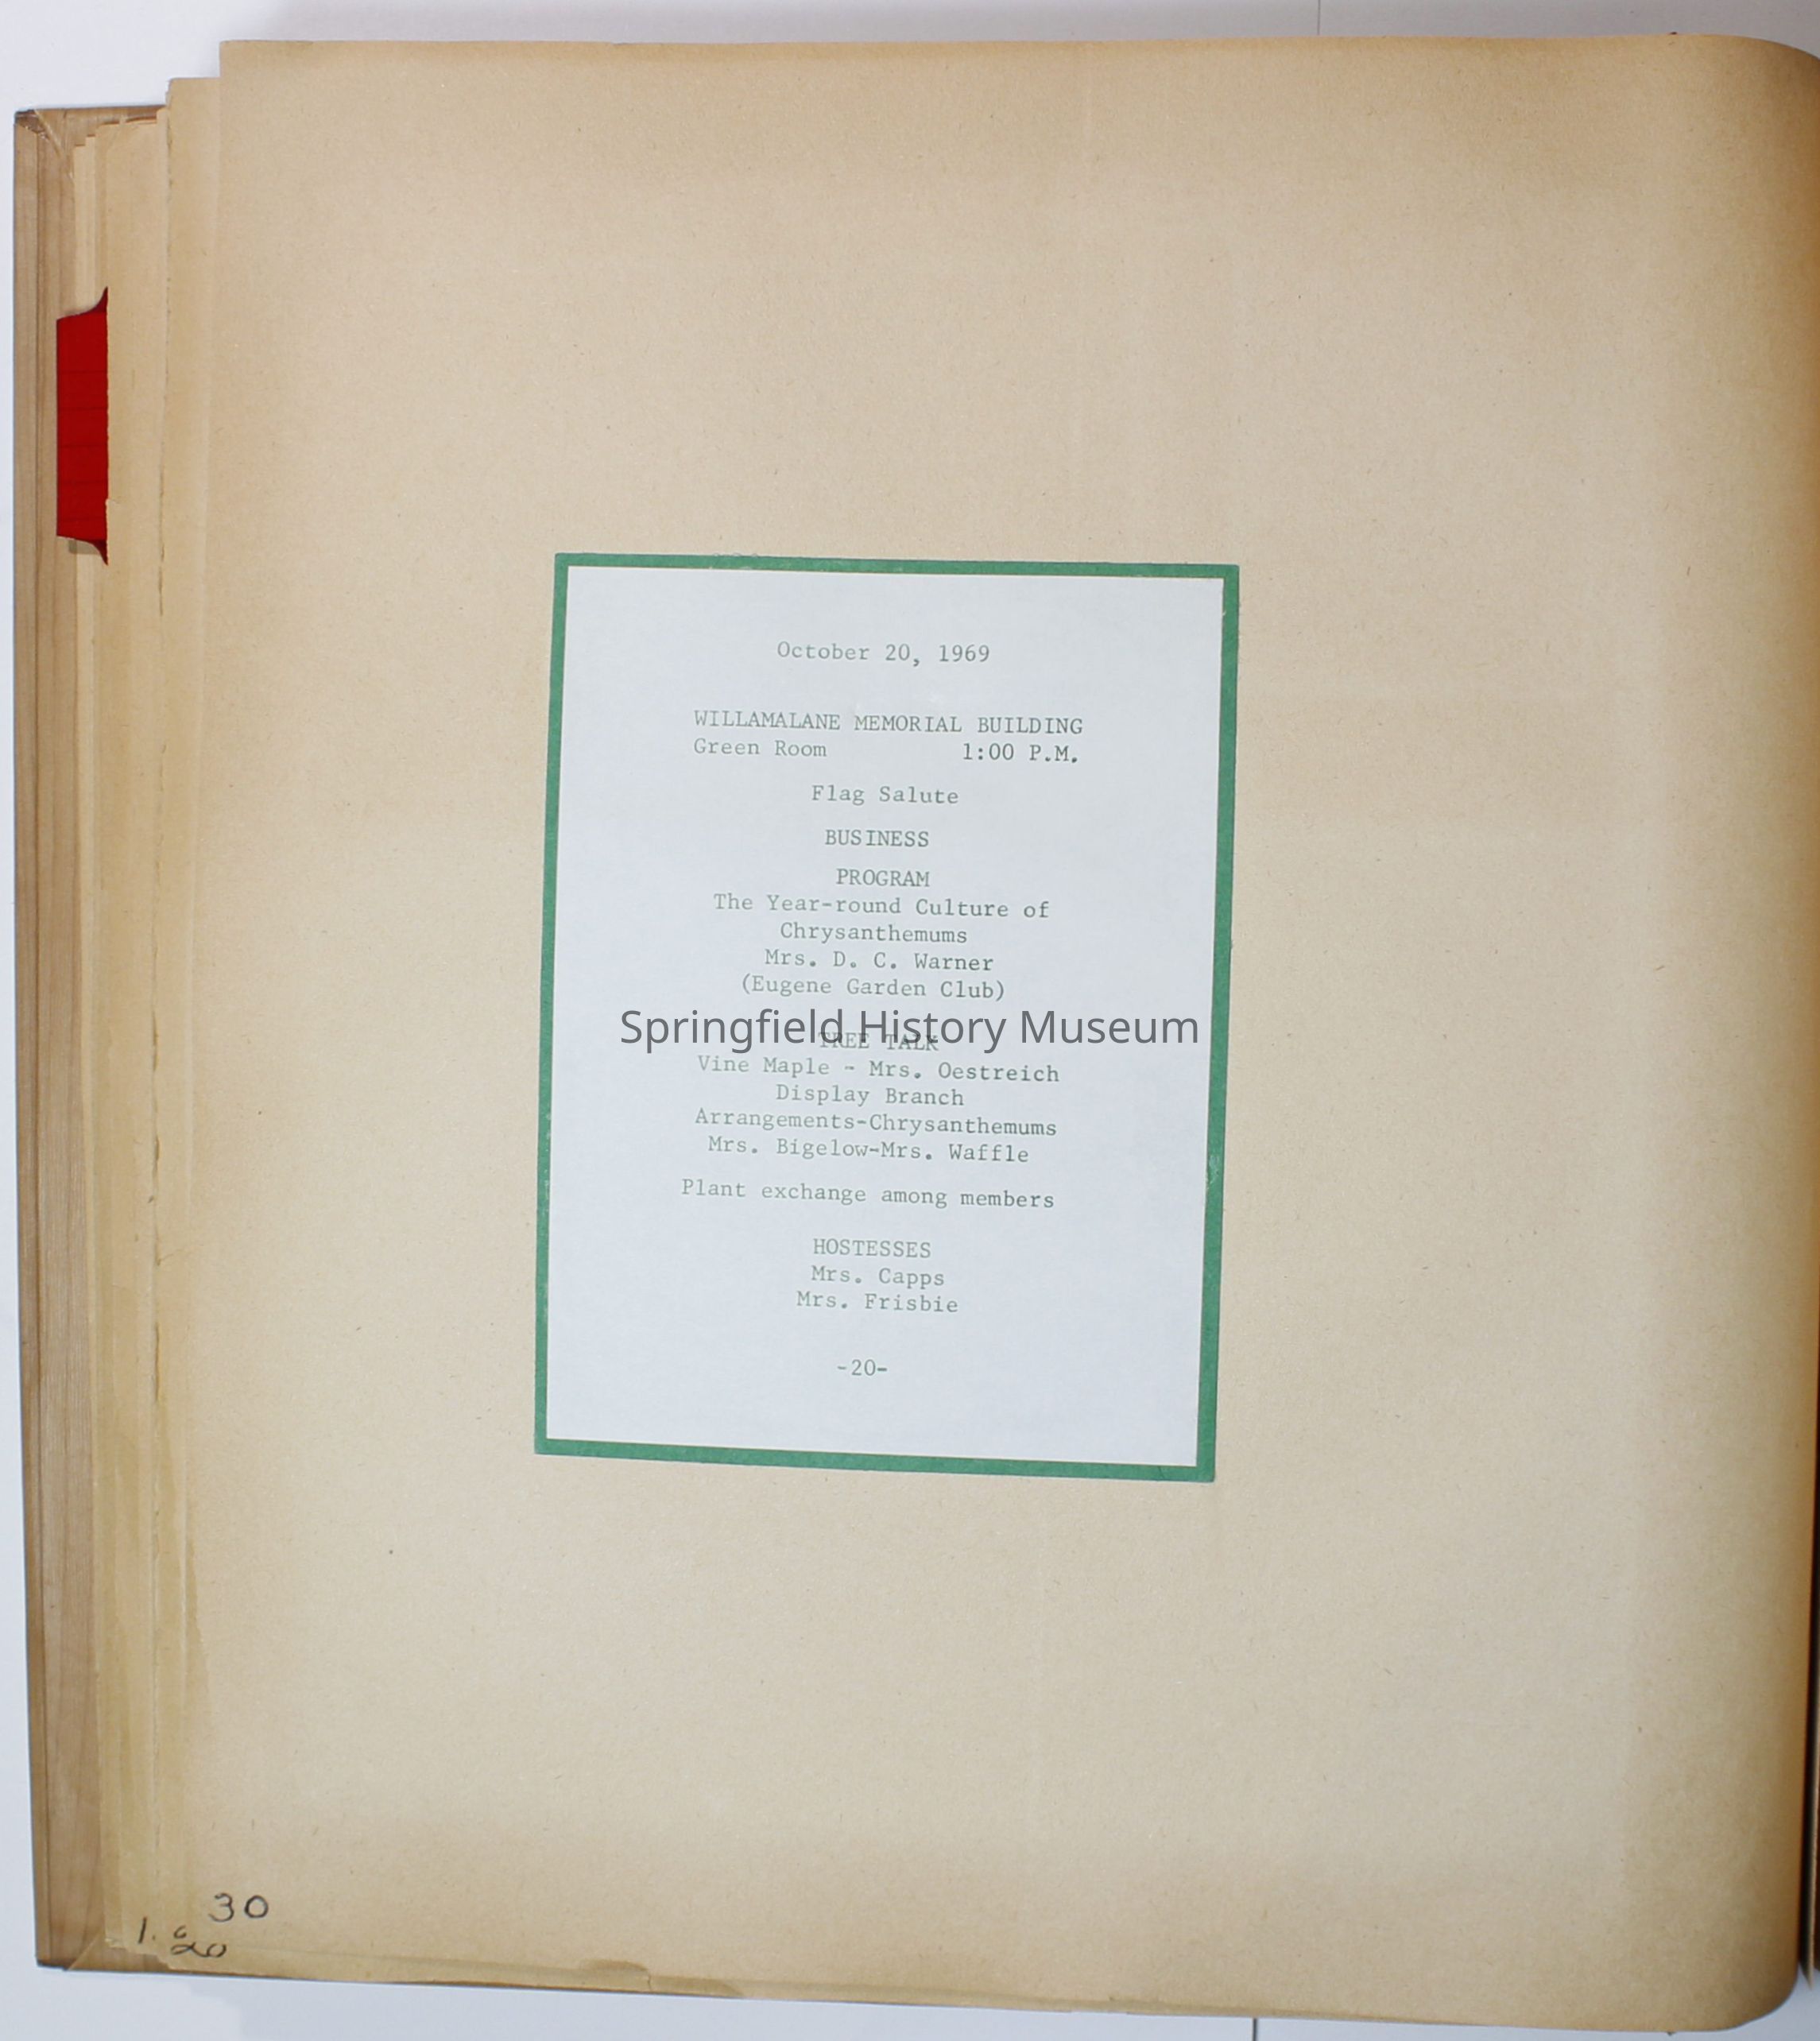 October 20, 1969
WILLAMALANE MEMORIAL BUILDING
Green Room 1:00 P.M.
Flag Salute
BUSINESS
PROGRAM
The Year-round Culture of
Chrysanthemums
Mrs. D. C. Warner
(Eugene Garden Club)
Springfield History Museum
TREE TALK
Vine Maple - Mrs. Oestreich
Display Branch
Arrangements-Chrysanthemums
Mrs. Bigelow-Mrs. Waffle
Plant exchange among members
HOSTESSES
Mrs. Capps
Mrs. Frisbie
-20-
30